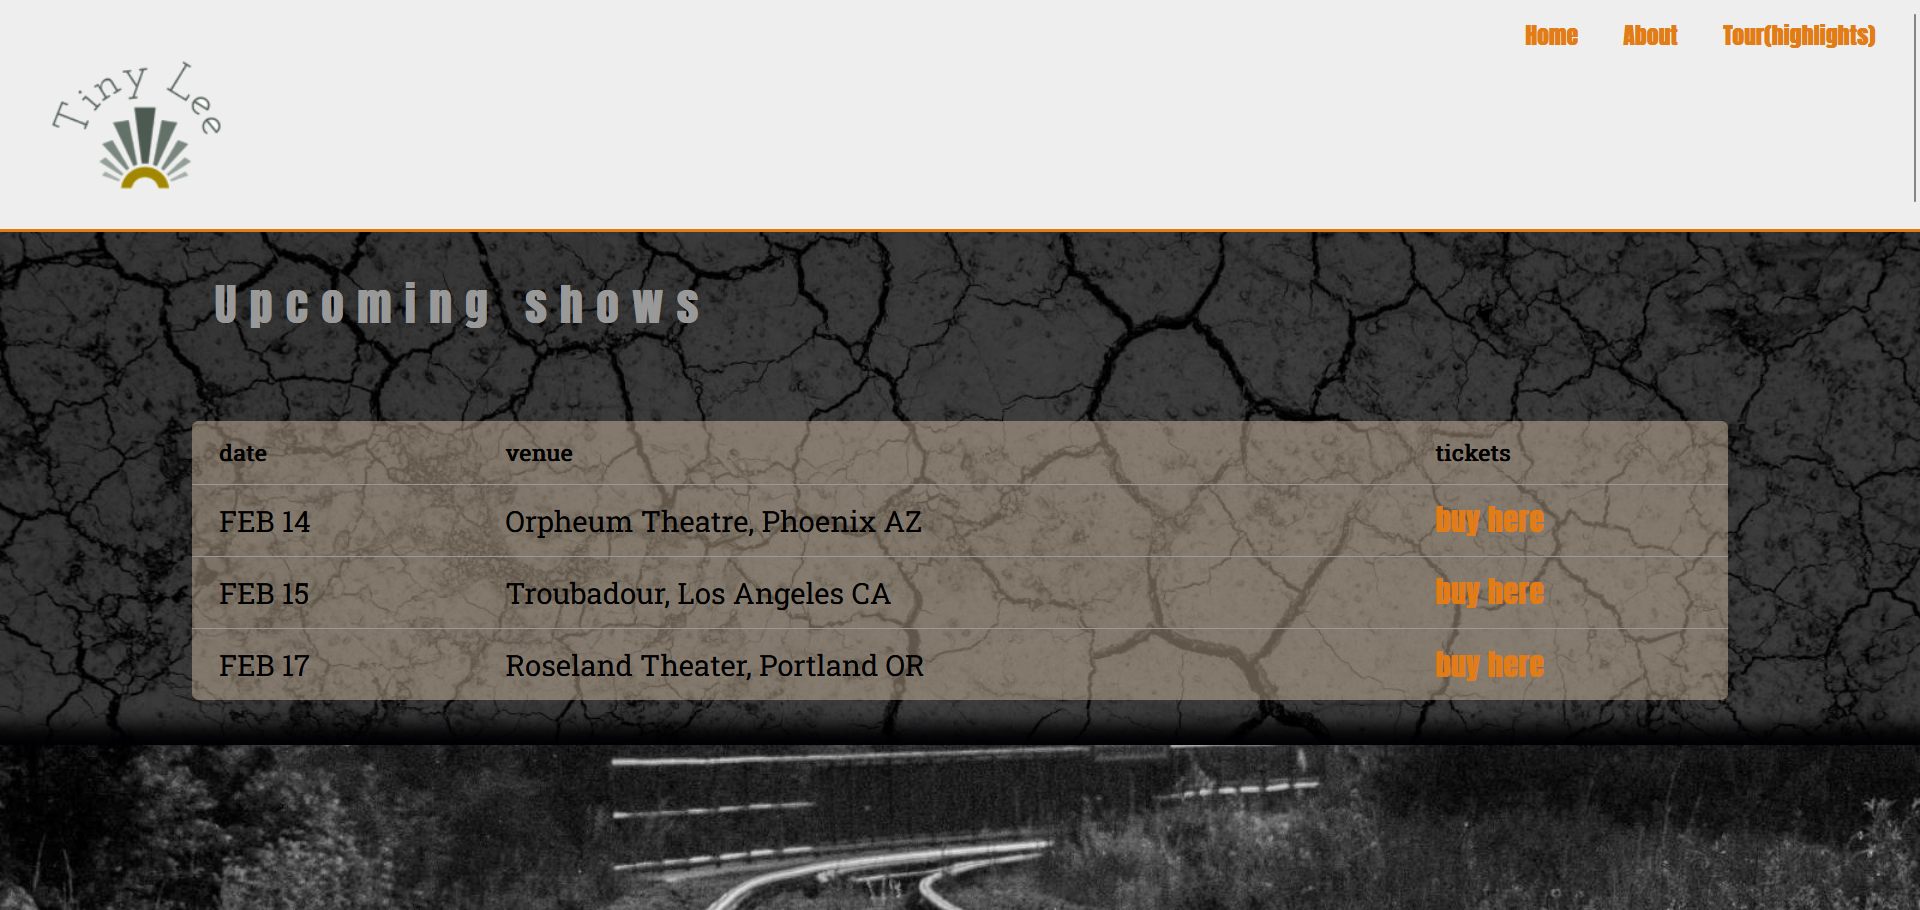 Home About Tour(highlights)
Tiny Lee
Upcoming shows
date venue tickets
FEB 14 Orpheum Theatre, Phoenix AZ buy here
FEB 15 Troubadour, Los Angeles CA buy here
FEB 17 Roseland Theater, Portland OR buy here